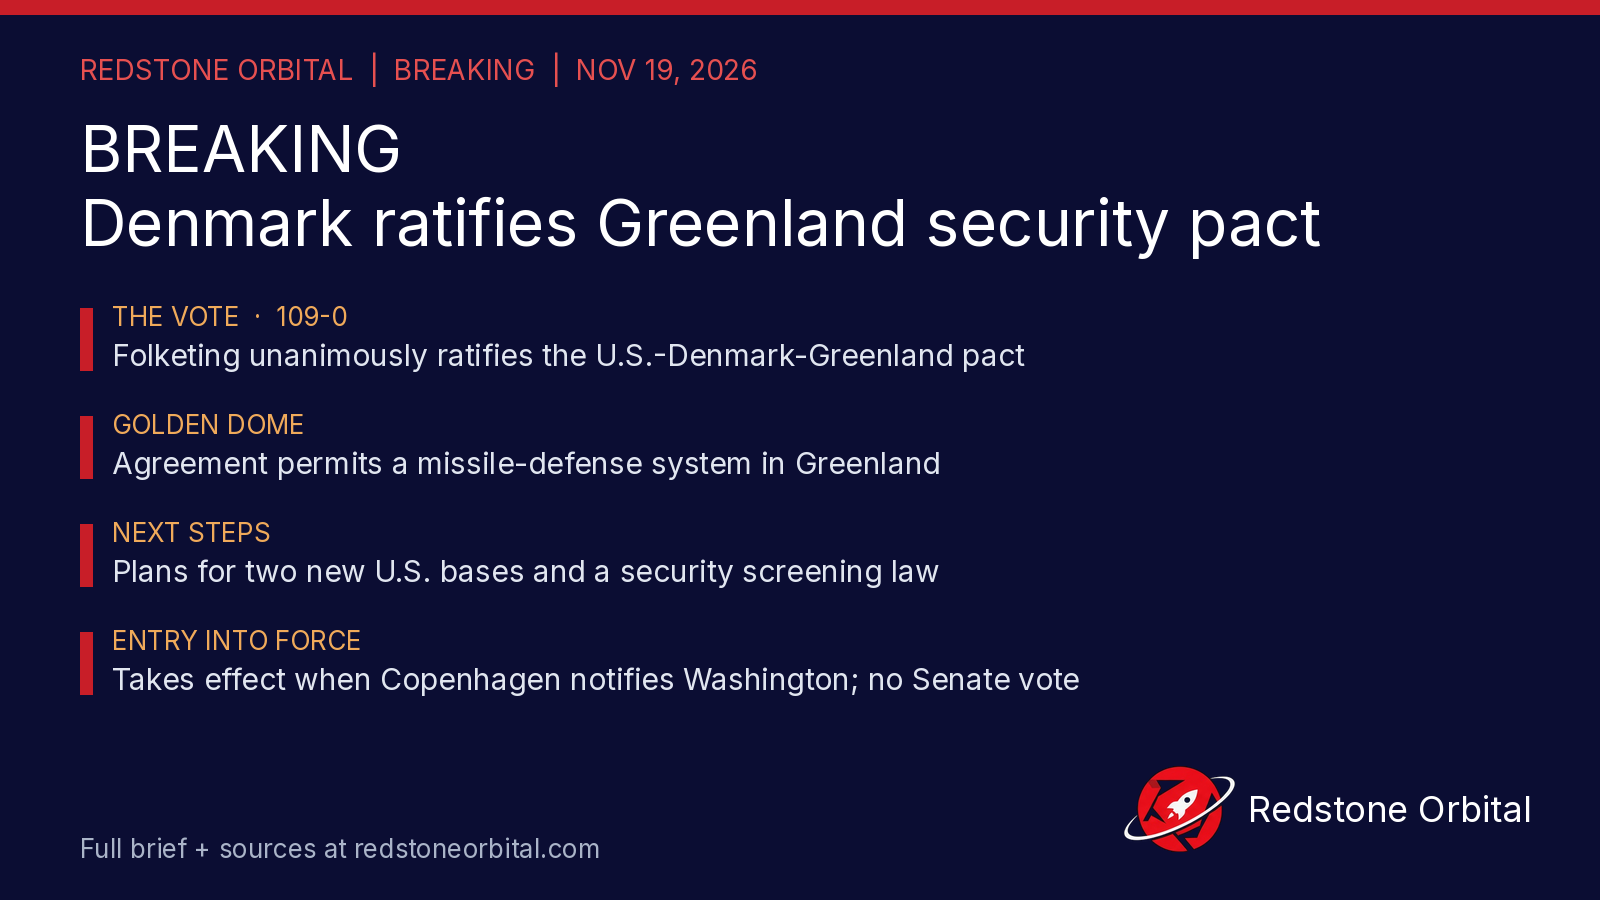 REDSTONE ORBITAL | BREAKING | NOV 19, 2026
BREAKING
Denmark ratifies Greenland security pact
THE VOTE · 109-0
Folketing unanimously ratifies the U.S.-Denmark-Greenland pact
GOLDEN DOME
Agreement permits a missile-defense system in Greenland
NEXT STEPS
Plans for two new U.S. bases and a security screening law
ENTRY INTO FORCE
Takes effect when Copenhagen notifies Washington; no Senate vote
Redstone Orbital
Full brief + sources at redstoneorbital.com